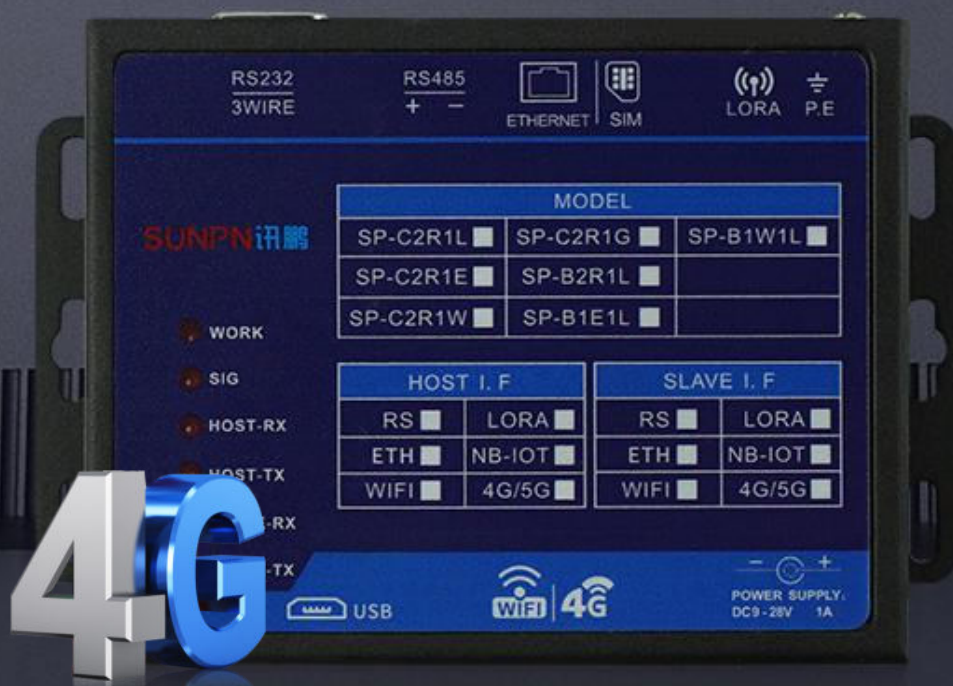 RS232
3WIRE
RS485
+ −
ETHERNET
SIM
LORA
P.E
SUNPN讯鹏
MODEL
SP-C2R1L SP-C2R1G SP-B1W1L
SP-C2R1E SP-B2R1L
SP-C2R1W SP-B1E1L
WORK
SIG
HOST-RX
HOST-TX
-RX
-TX
HOST I. F
RS LORA
ETH NB-IOT
WIFI 4G/5G
SLAVE I. F
RS LORA
ETH NB-IOT
WIFI 4G/5G
4G
USB
WIFI
4G
− +
POWER SUPPLY:
DC9-28V 1A